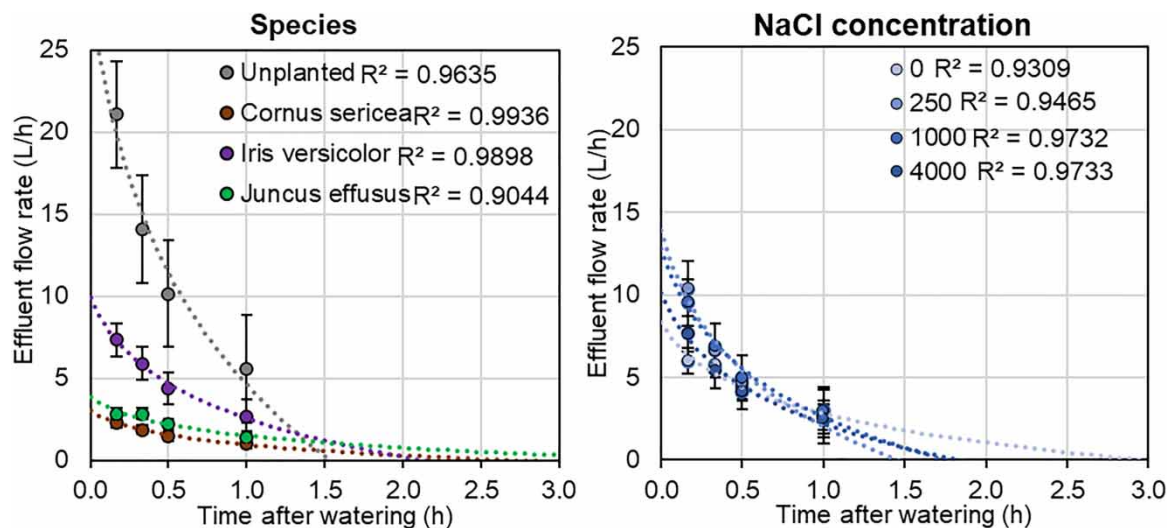 Species
25
20
15
10
5
0
Effluent flow rate (L/h)
Unplanted R² = 0.9635
Cornus sericea R² = 0.9936
Iris versicolor R² = 0.9898
Juncus effusus R² = 0.9044
0.0 0.5 1.0 1.5 2.0 2.5 3.0
Time after watering (h)
NaCl concentration
25
20
15
10
5
0
Effluent flow rate (L/h)
0 R² = 0.9309
250 R² = 0.9465
1000 R² = 0.9732
4000 R² = 0.9733
0.0 0.5 1.0 1.5 2.0 2.5 3.0
Time after watering (h)